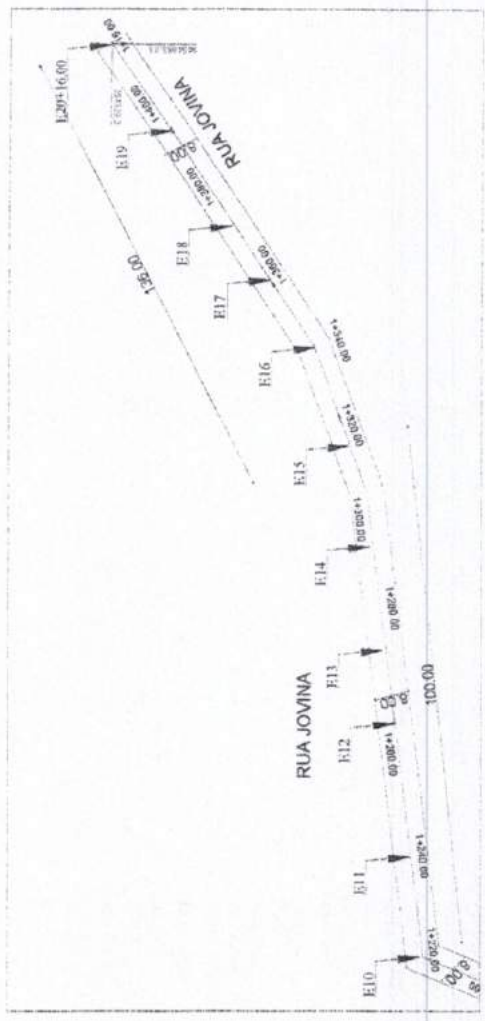 E20+16,00
E19
E18
E17
E16
E15
E14
E13
E12
E11
E10
136.00
RUA JOVINA
RUA JOVINA
1+400.00
1+380.00
1+360.00
1+340.00
1+320.00
1+300.00
1+280.00
1+260.00
1+240.00
1+220.00
100.00